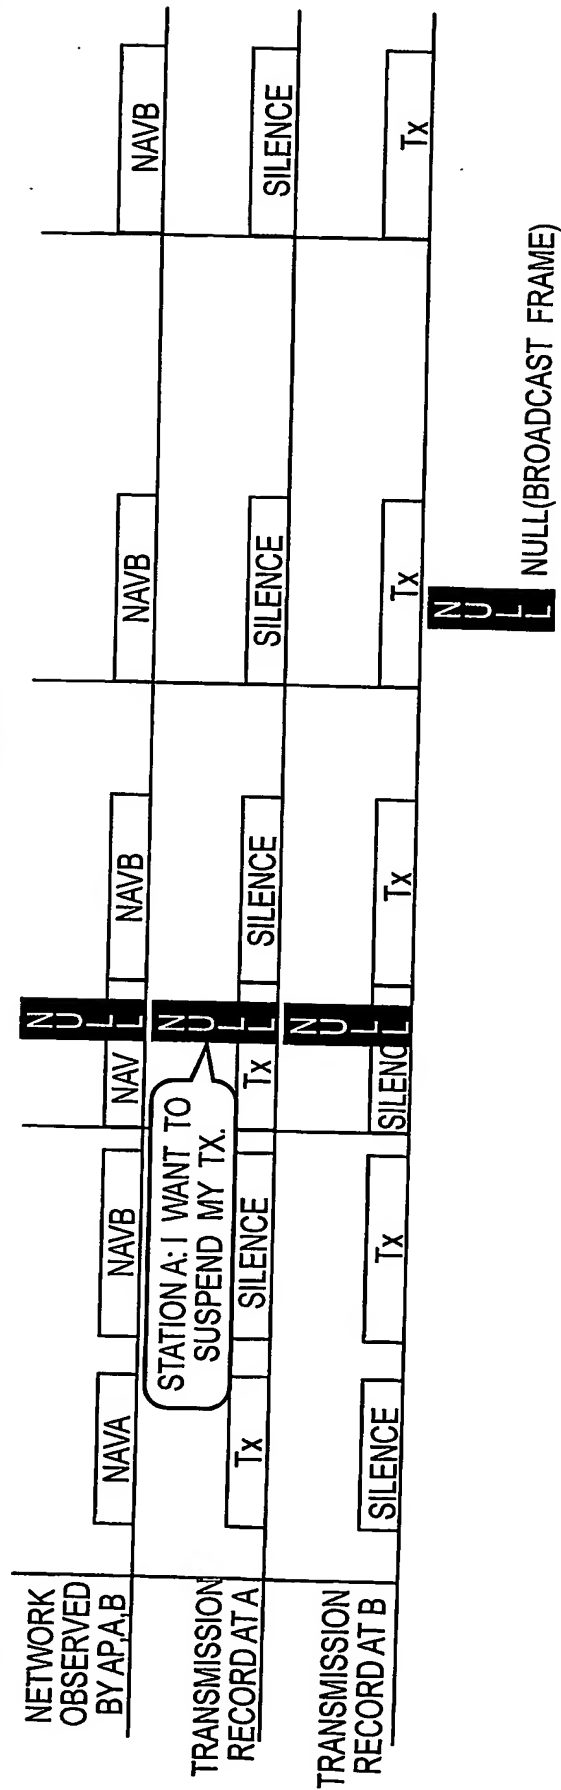 NETWORK
OBSERVED
BY AP,A,B
NAVA
NAVB
NAV
NULL
NAVB
NAVB
NAVB
STATION A: I WANT TO
SUSPEND MY TX.
TRANSMISSION
RECORD AT A
Tx
SILENCE
Tx
NULL
SILENCE
SILENCE
SILENCE
TRANSMISSION
RECORD AT B
SILENCE
Tx
SILENC
NULL
Tx
Tx
Tx
NULL
NULL(BROADCAST FRAME)